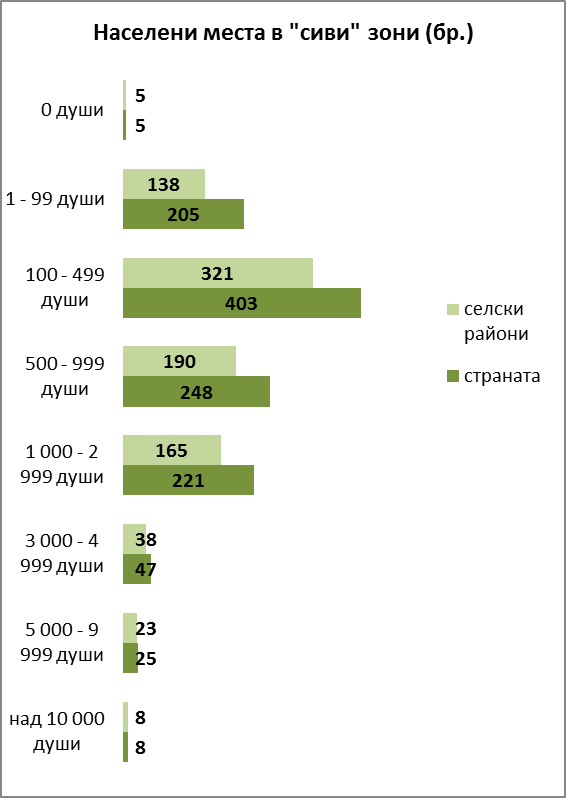 Населени места в "сиви" зони (бр.)
0 души
5
5
1 - 99 души
138
205
100 - 499
души
321
403
500 - 999
души
190
248
1 000 - 2
999 души
165
221
3 000 - 4
999 души
38
47
5 000 - 9
999 души
23
25
над 10 000
души
8
8
селски
райони
страната